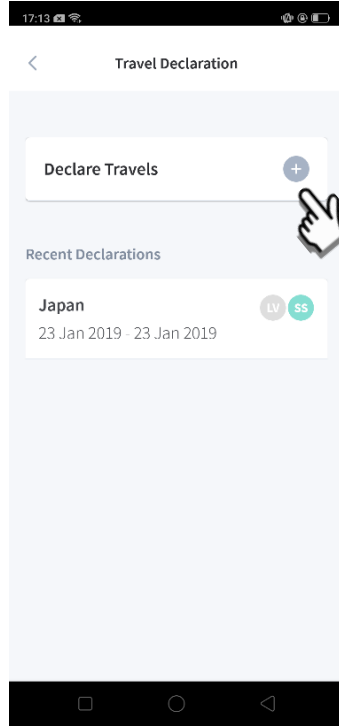 17:13
Travel Declaration
Declare Travels
Recent Declarations
Japan
LV SS
23 Jan 2019 - 23 Jan 2019